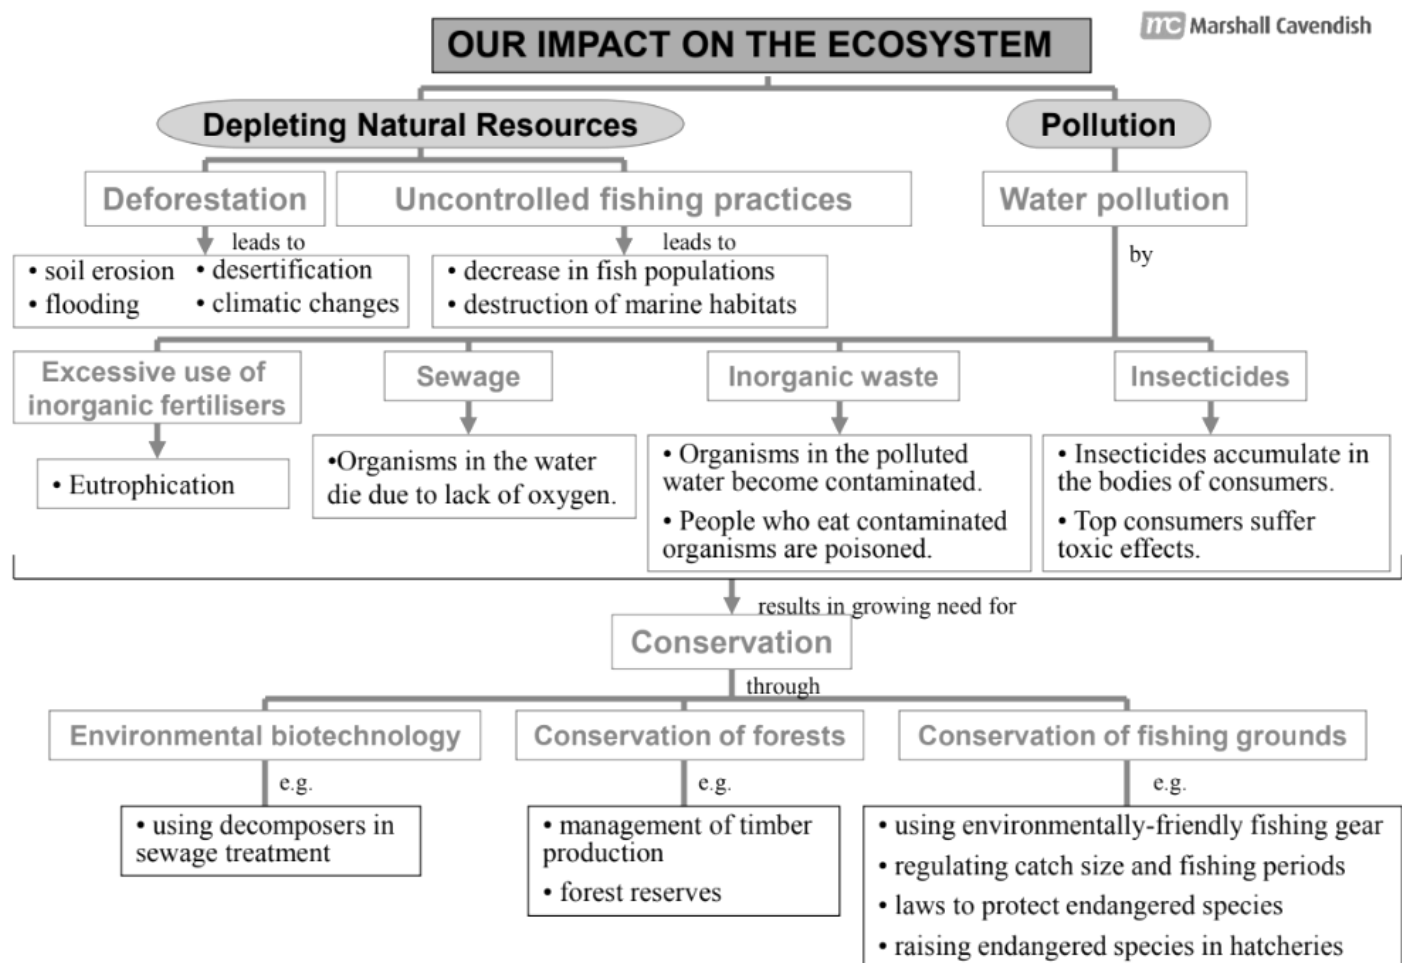 OUR IMPACT ON THE ECOSYSTEM
mc Marshall Cavendish
Depleting Natural Resources
Pollution
Deforestation
Uncontrolled fishing practices
Water pollution
leads to
leads to
by
• soil erosion
• desertification
• flooding
• climatic changes
• decrease in fish populations
• destruction of marine habitats
Excessive use of
inorganic fertilisers
Sewage
Inorganic waste
Insecticides
• Eutrophication
•Organisms in the water
die due to lack of oxygen.
• Organisms in the polluted
water become contaminated.
• People who eat contaminated
organisms are poisoned.
• Insecticides accumulate in
the bodies of consumers.
• Top consumers suffer
toxic effects.
results in growing need for
Conservation
through
Environmental biotechnology
Conservation of forests
Conservation of fishing grounds
e.g.
e.g.
e.g.
• using decomposers in
sewage treatment
• management of timber
production
• forest reserves
• using environmentally-friendly fishing gear
• regulating catch size and fishing periods
• laws to protect endangered species
• raising endangered species in hatcheries